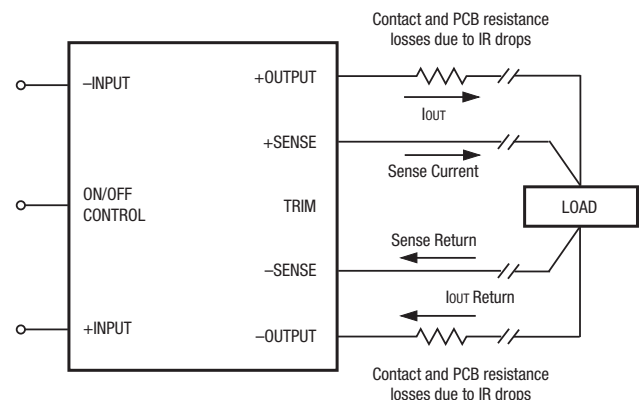 Contact and PCB resistance
losses due to IR drops
–INPUT
+OUTPUT
IOUT
+SENSE
Sense Current
ON/OFF
CONTROL
TRIM
LOAD
Sense Return
–SENSE
IOUT Return
+INPUT
–OUTPUT
Contact and PCB resistance
losses due to IR drops